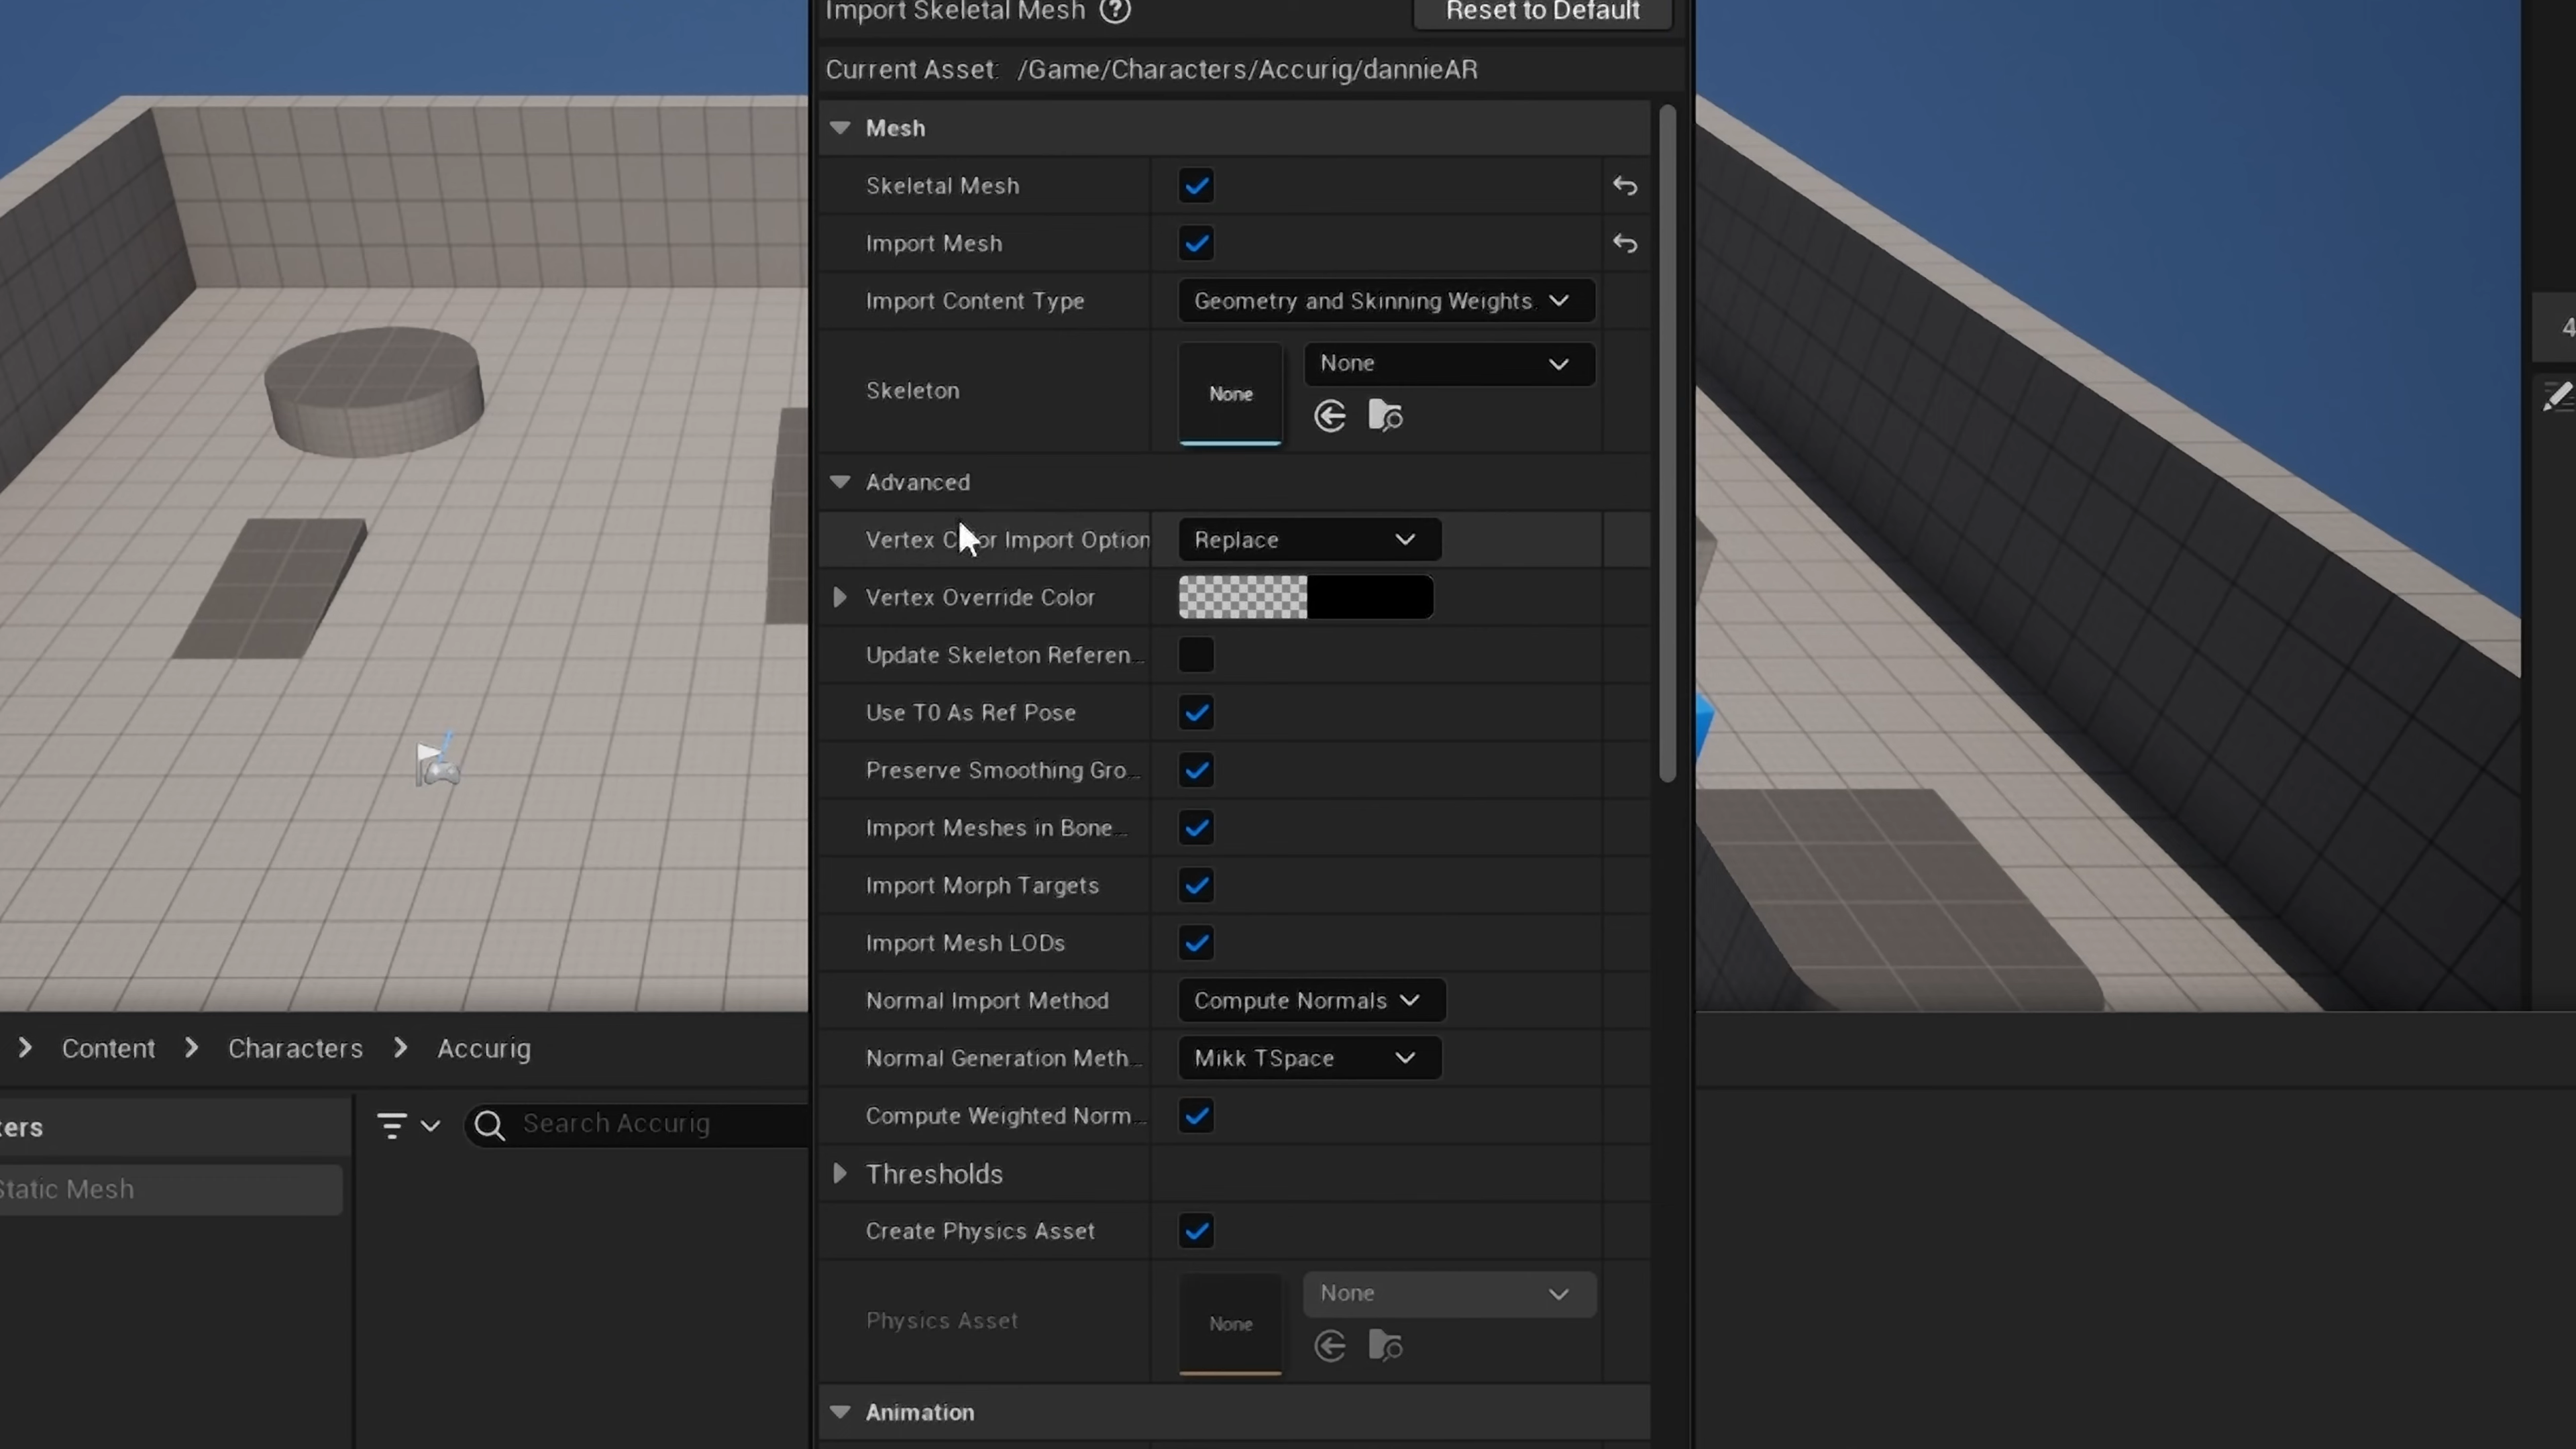 Import Skeletal Mesh
Reset to Default
Current Asset: /Game/Characters/Accurig/dannieAR
Mesh
Skeletal Mesh
Import Mesh
Import Content Type
Geometry and Skinning Weights
Skeleton
None
None
Advanced
Vertex Color Import Option
Replace
Vertex Override Color
Update Skeleton Referen...
Use T0 As Ref Pose
Preserve Smoothing Gro...
Import Meshes in Bone...
Import Morph Targets
Import Mesh LODs
Normal Import Method
Compute Normals
Normal Generation Meth...
Mikk TSpace
Compute Weighted Norm...
Thresholds
Create Physics Asset
Physics Asset
None
None
Animation
4
Content
Characters
Accurig
ters
Search Accurig
Static Mesh